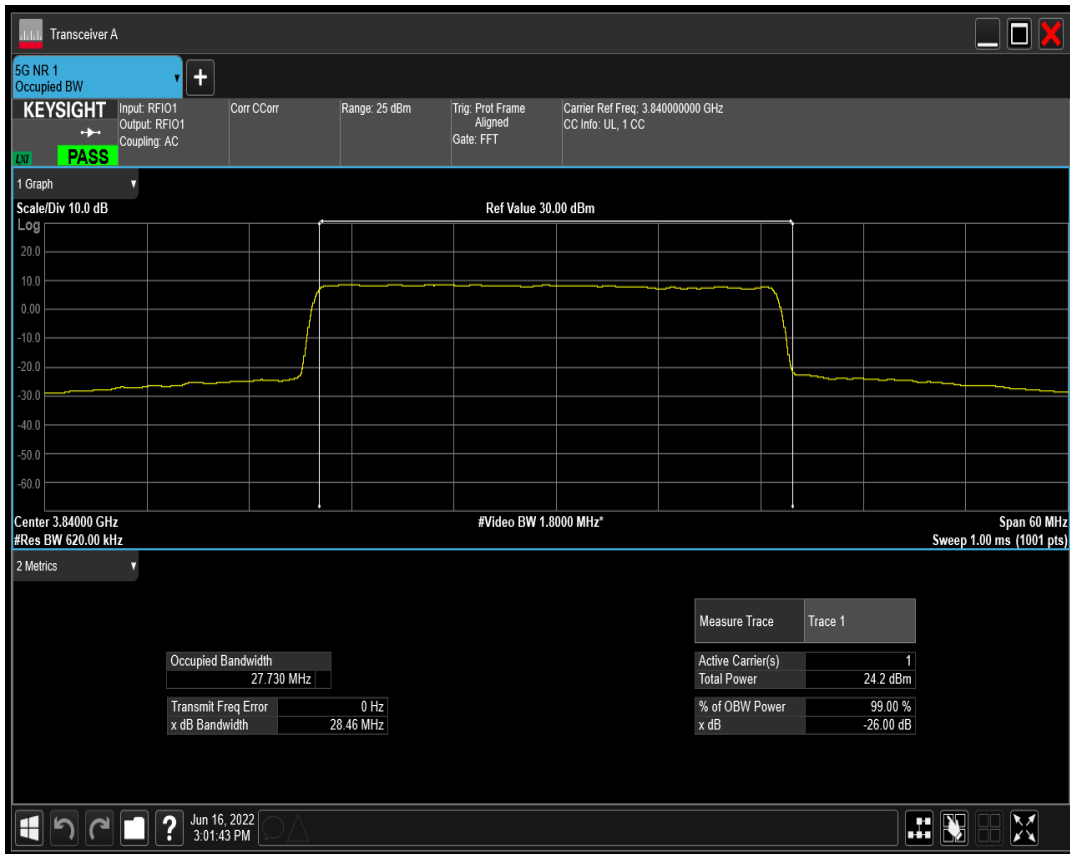 Transceiver A
5G NR 1
Occupied BW
+
KEYSIGHT
LXI
PASS
Input: RFIO1
Output: RFIO1
Coupling: AC
Corr CCorr
Range: 25 dBm
Trig: Prot Frame
Aligned
Gate: FFT
Carrier Ref Freq: 3.840000000 GHz
CC Info: UL, 1 CC
1 Graph
Scale/Div 10.0 dB
Ref Value 30.00 dBm
Log
20.0
10.0
0.00
-10.0
-20.0
-30.0
-40.0
-50.0
-60.0
Center 3.84000 GHz
#Video BW 1.8000 MHz*
Span 60 MHz
#Res BW 620.00 kHz
Sweep 1.00 ms (1001 pts)
2 Metrics
Measure Trace Trace 1
Occupied Bandwidth
27.730 MHz
Active Carrier(s) 1
Total Power 24.2 dBm
Transmit Freq Error 0 Hz
x dB Bandwidth 28.46 MHz
% of OBW Power 99.00 %
x dB -26.00 dB
?
Jun 16, 2022
3:01:43 PM